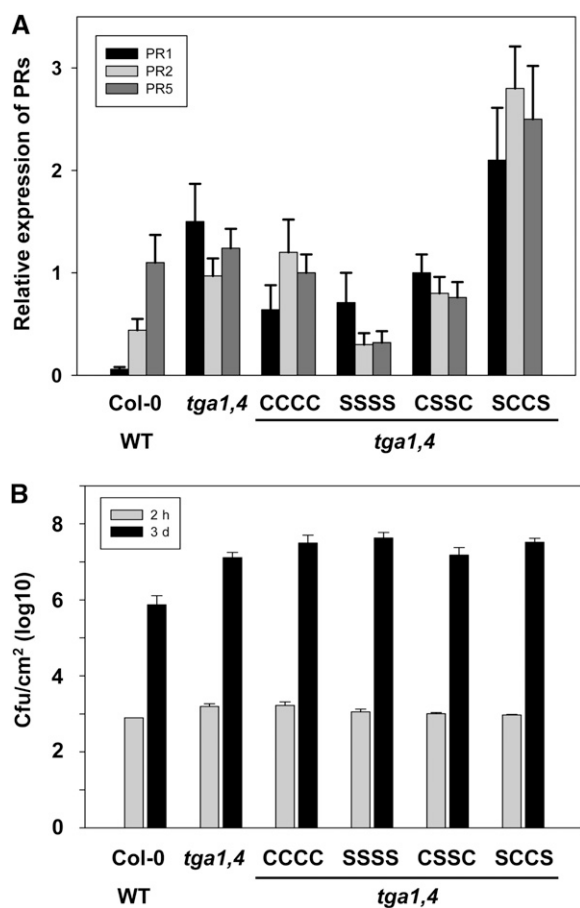 A
Relative expression of PRs
PR1
PR2
PR5
3
2
1
0
Col-0 tga1,4 CCCC SSSS CSSC SCCS
WT tga1,4
B
Cfu/cm² (log10)
2 h
3 d
8
6
4
2
0
Col-0 tga1,4 CCCC SSSS CSSC SCCS
WT tga1,4